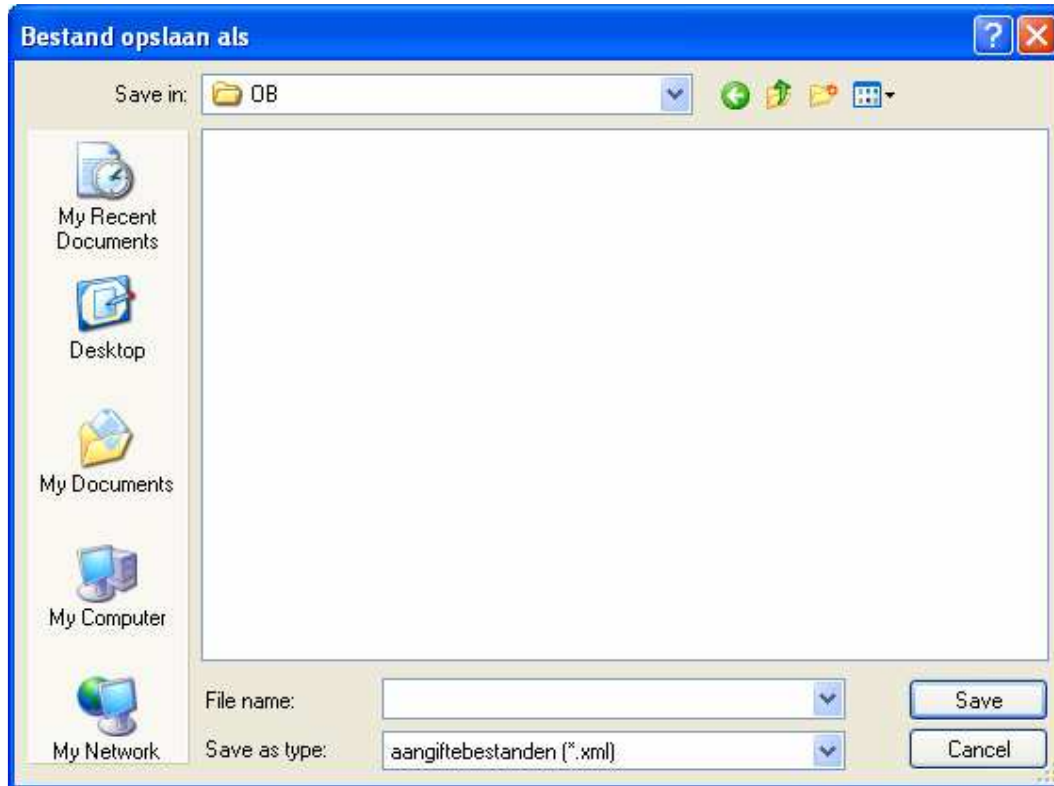 Bestand opslaan als
Save in:
OB
My Recent
Documents
Desktop
My Documents
My Computer
My Network
File name:
Save
Save as type:
aangiftebestanden (*.xml)
Cancel